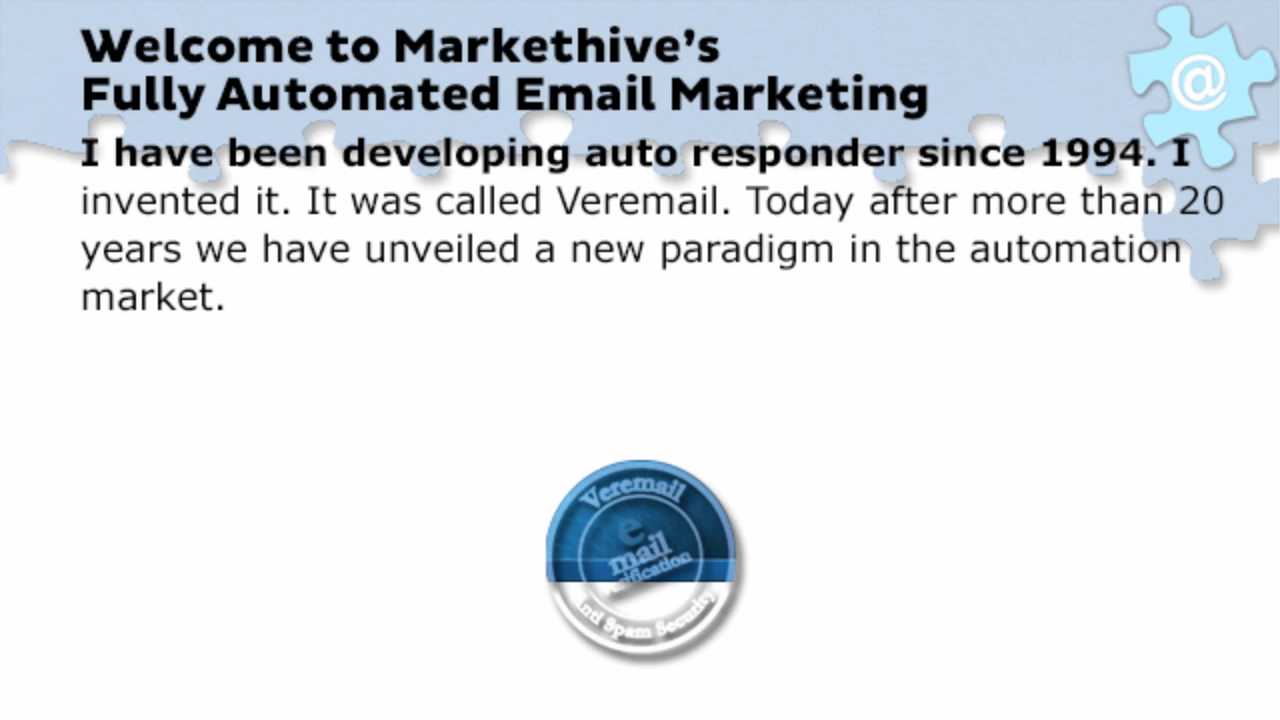 Welcome to Markethive’s
Fully Automated Email Marketing
@
I have been developing auto responder since 1994. I
invented it. It was called Veremail. Today after more than 20
years we have unveiled a new paradigm in the automation
market.
Veremail
e
mail
Spam Security